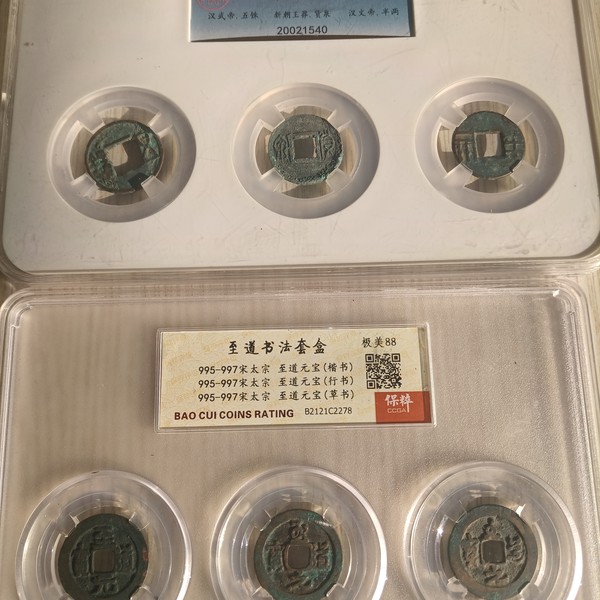 汉武帝.五铢 新朝王莽.货泉 汉文帝.半两
20021540
至道书法套盒 极美88
995-997宋太宗 至道元宝(楷书)
995-997宋太宗 至道元宝(行书)
995-997宋太宗 至道元宝(草书)
BAO CUI COINS RATING B2121C2278
保粹
CCGA